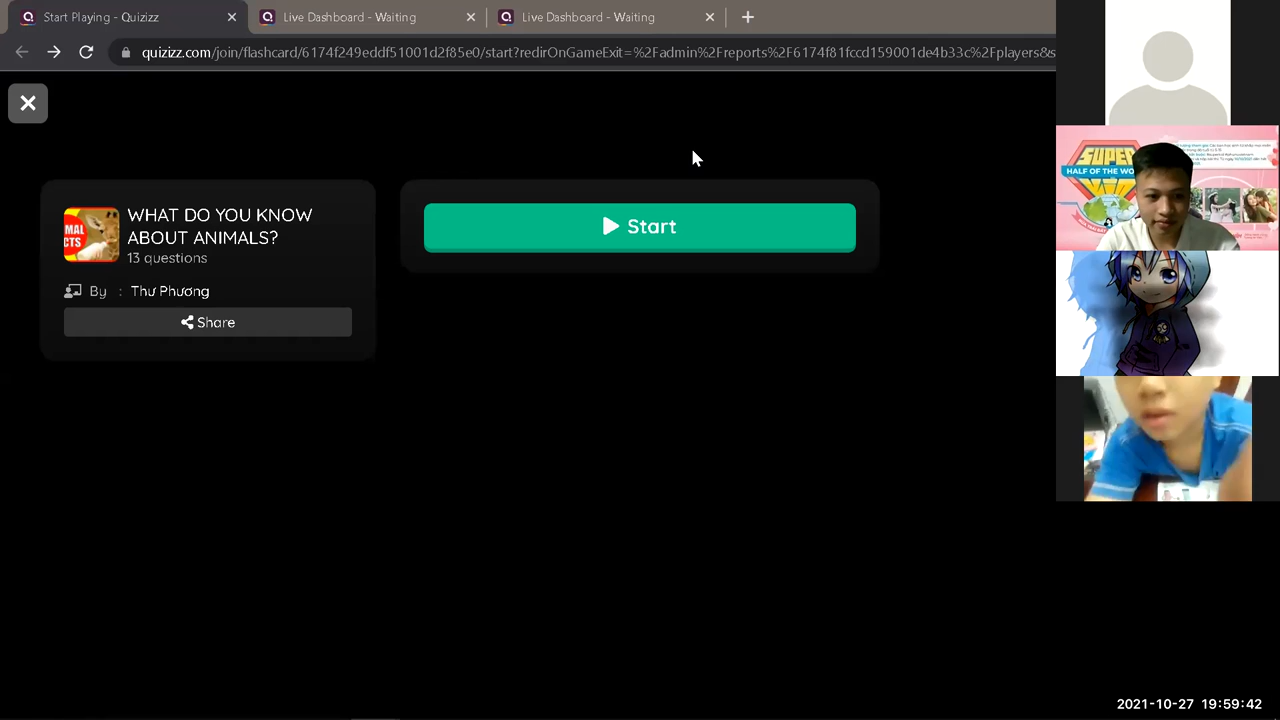 Start Playing - Quizizz
Live Dashboard - Waiting
Live Dashboard - Waiting
quizizz.com/join/flashcard/6174f249eddf51001d2f85e0/start?redirOnGameExit=%2Fadmin%2Freports%2F6174f81fccd159001de4b33c%2Fplayers&s
WHAT DO YOU KNOW
ABOUT ANIMALS?
13 questions
By : Thư Phương
Share
Start
SUPER
HALF OF THE WO
2021-10-27 19:59:42